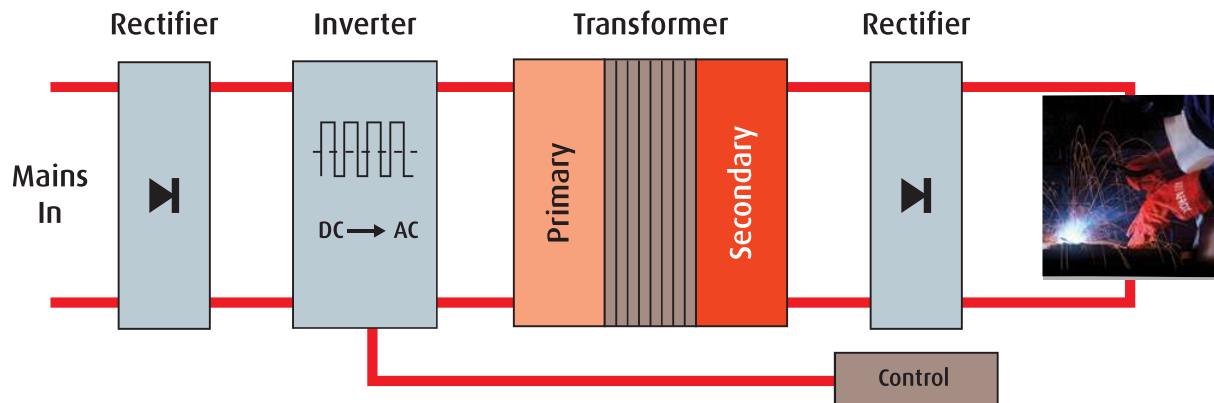 Rectifier
Inverter
Transformer
Rectifier
Mains
In
DC
AC
Primary
Secondary
Control